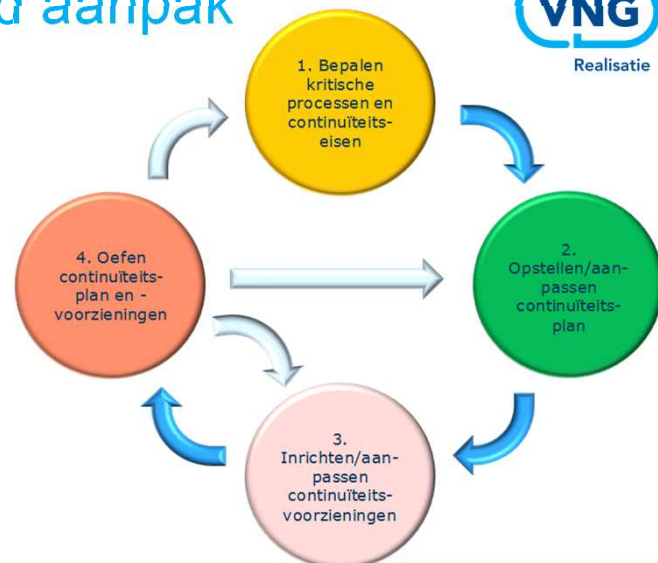 d aanpak
VNG
Realisatie
1. Bepalen
kritische
processen en
continuïteits-
eisen
2.
Opstellen/aan-
passen
continuïteits-
plan
3.
Inrichten/aan-
passen
continuïteits-
voorzieningen
4. Oefen
continuïteits-
plan en -
voorzieningen